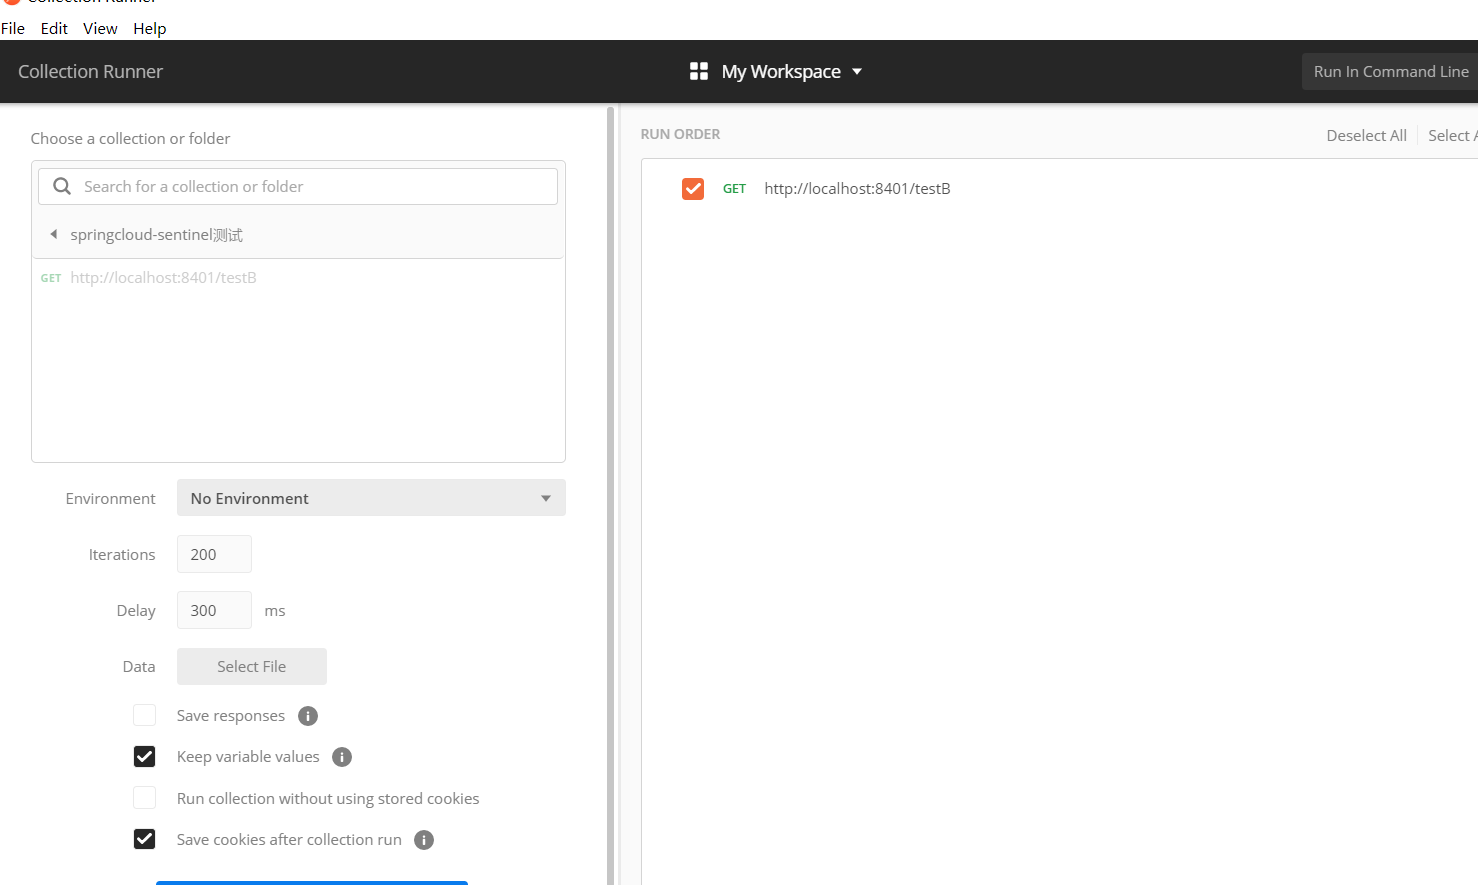 Collection Runner
File Edit View Help
Collection Runner
My Workspace
Run In Command Line
Choose a collection or folder
Search for a collection or folder
springcloud-sentinel测试
GET http://localhost:8401/testB
Environment No Environment
Iterations 200
Delay 300 ms
Data Select File
Save responses
Keep variable values
Run collection without using stored cookies
Save cookies after collection run
RUN ORDER
Deselect All Select A
GET http://localhost:8401/testB